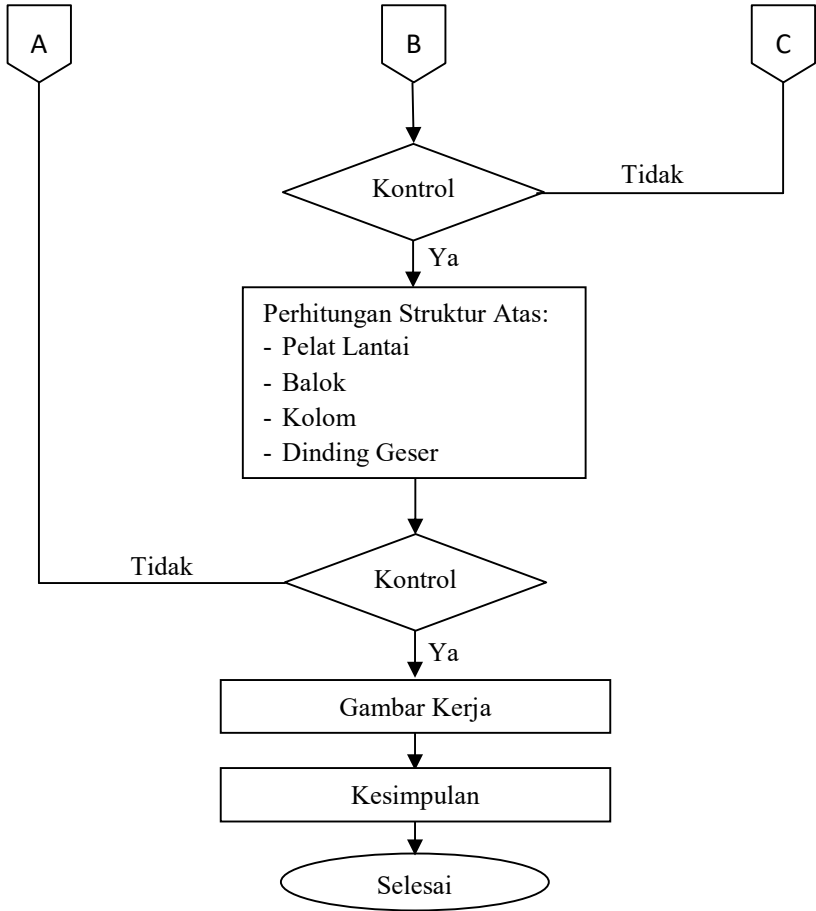 A
B
C
Kontrol
Tidak
Ya
Perhitungan Struktur Atas:
- Pelat Lantai
- Balok
- Kolom
- Dinding Geser
Tidak
Kontrol
Ya
Gambar Kerja
Kesimpulan
Selesai